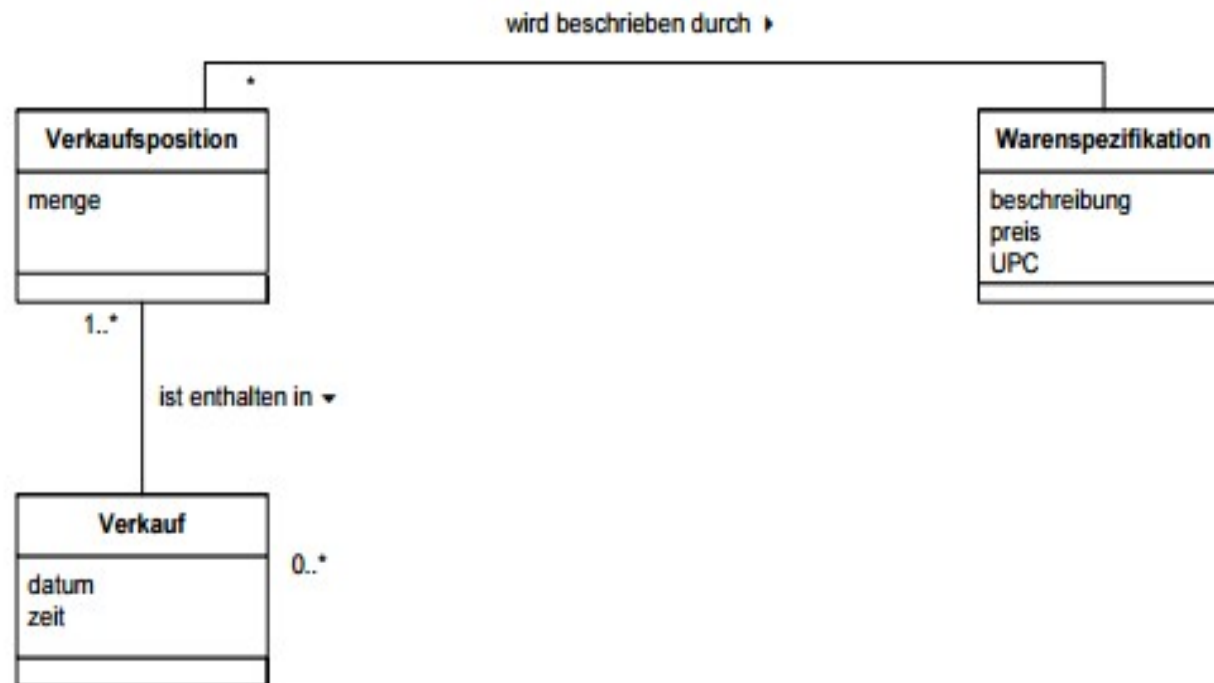 wird beschrieben durch
*
Verkaufsposition
menge
Warenspezifikation
beschreibung
preis
UPC
1..*
ist enthalten in
Verkauf
datum
zeit
0..*